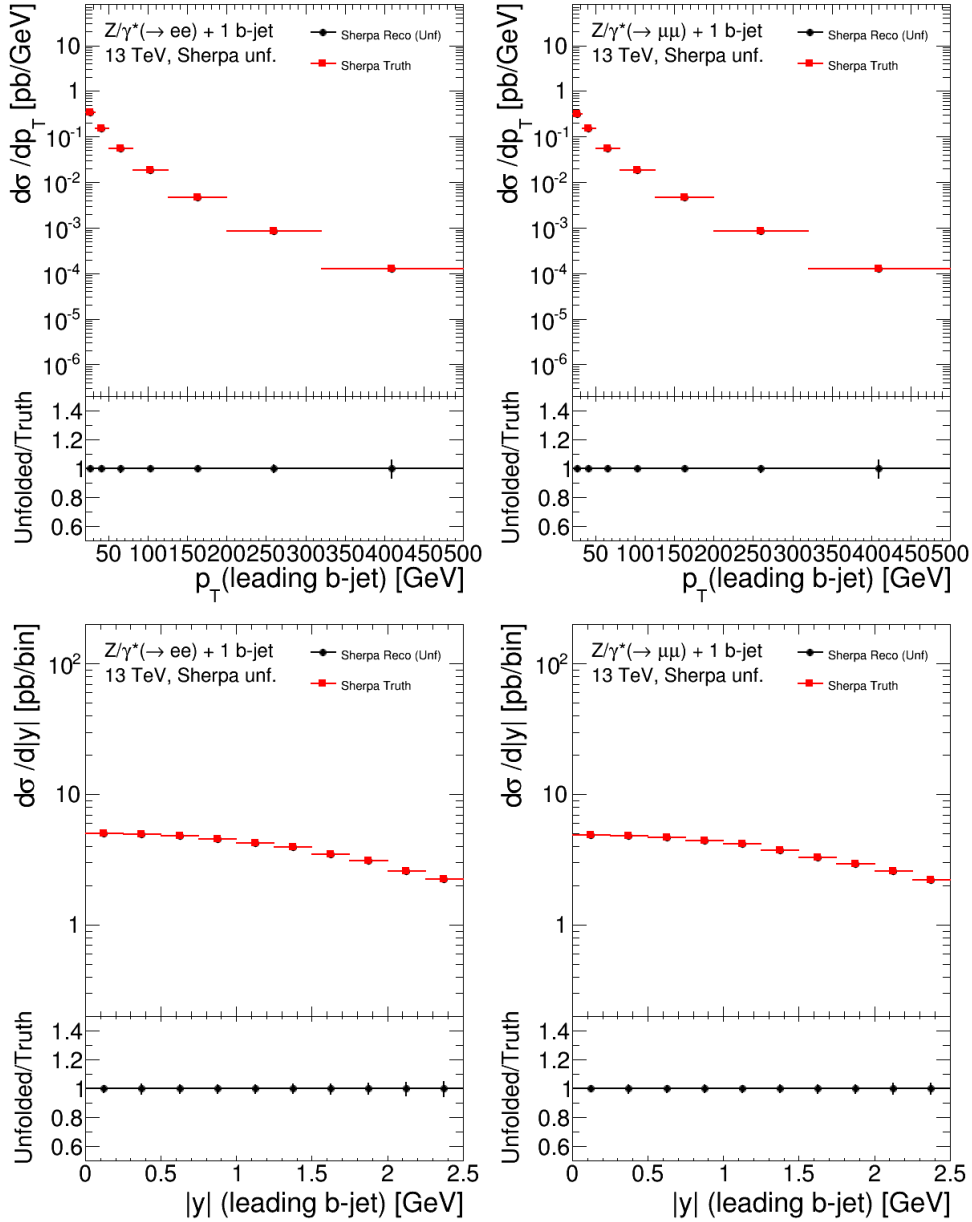 dσ/dp_T [pb/GeV]
Z/γ*(→ ee) + 1 b-jet
13 TeV, Sherpa unf.
Sherpa Reco (Unf)
Sherpa Truth
10
1
10^-1
10^-2
10^-3
10^-4
10^-5
10^-6
Unfolded/Truth
1.4
1.2
1
0.8
0.6
50 100 150 200 250 300 350 400 450 500
p_T(leading b-jet) [GeV]
dσ/dp_T [pb/GeV]
Z/γ*(→ μμ) + 1 b-jet
13 TeV, Sherpa unf.
Sherpa Reco (Unf)
Sherpa Truth
10
1
10^-1
10^-2
10^-3
10^-4
10^-5
10^-6
Unfolded/Truth
1.4
1.2
1
0.8
0.6
50 100 150 200 250 300 350 400 450 500
p_T(leading b-jet) [GeV]
dσ/d|y| [pb/bin]
Z/γ*(→ ee) + 1 b-jet
13 TeV, Sherpa unf.
Sherpa Reco (Unf)
Sherpa Truth
10^2
10
1
Unfolded/Truth
1.4
1.2
1
0.8
0.6
0 0.5 1 1.5 2 2.5
|y| (leading b-jet) [GeV]
dσ/d|y| [pb/bin]
Z/γ*(→ μμ) + 1 b-jet
13 TeV, Sherpa unf.
Sherpa Reco (Unf)
Sherpa Truth
10^2
10
1
Unfolded/Truth
1.4
1.2
1
0.8
0.6
0 0.5 1 1.5 2 2.5
|y| (leading b-jet) [GeV]